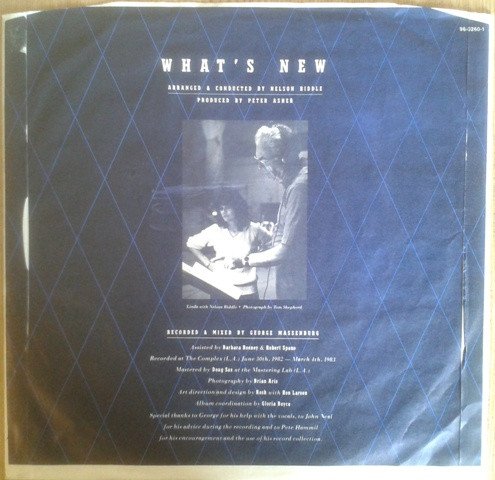 98-0260-1
WHAT'S NEW
ARRANGED & CONDUCTED BY NELSON RIDDLE
PRODUCED BY PETER ASHER
Linda with Nelson Riddle • Photograph by Tom Shepherd
RECORDED & MIXED BY GEORGE MASSENBURG
Assisted by Barbara Rooney & Robert Spano
Recorded at The Complex (L.A.) June 30th, 1982 — March 4th, 1983
Mastered by Doug Sax at the Mastering Lab (L.A.)
Photography by Brian Aris
Art direction and design by Kosh with Ron Larson
Album coordination by Gloria Boyce
Special thanks to George for his help with the vocals, to John Neal
for his advice during the recording and to Pete Hammil
for his encouragement and the use of his record collection.